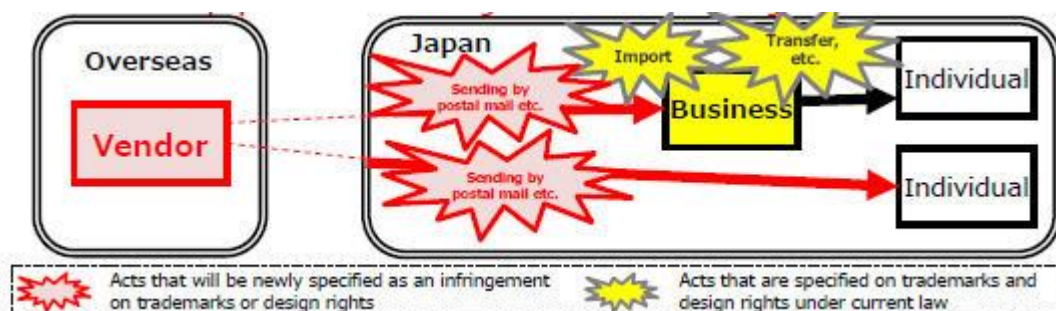 Overseas
Vendor
Japan
Sending by
postal mail etc.
Import
Transfer,
etc.
Business
Individual
Sending by
postal mail etc.
Individual
Acts that will be newly specified as an infringement
on trademarks or design rights
Acts that are specified on trademarks and
design rights under current law